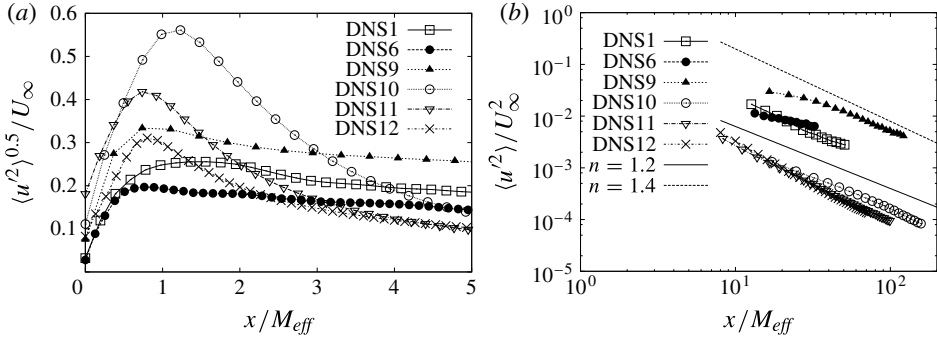 (a)
0.6
0.5
0.4
0.3
0.2
0.1
0 1 2 3 4 5
⟨u′²⟩^0.5/U∞
x/M_eff
DNS1
DNS6
DNS9
DNS10
DNS11
DNS12
(b)
10^0
10^−1
10^−2
10^−3
10^−4
10^−5
10^0 10^1 10^2
⟨u′²⟩/U∞²
x/M_eff
DNS1
DNS6
DNS9
DNS10
DNS11
DNS12
n = 1.2
n = 1.4